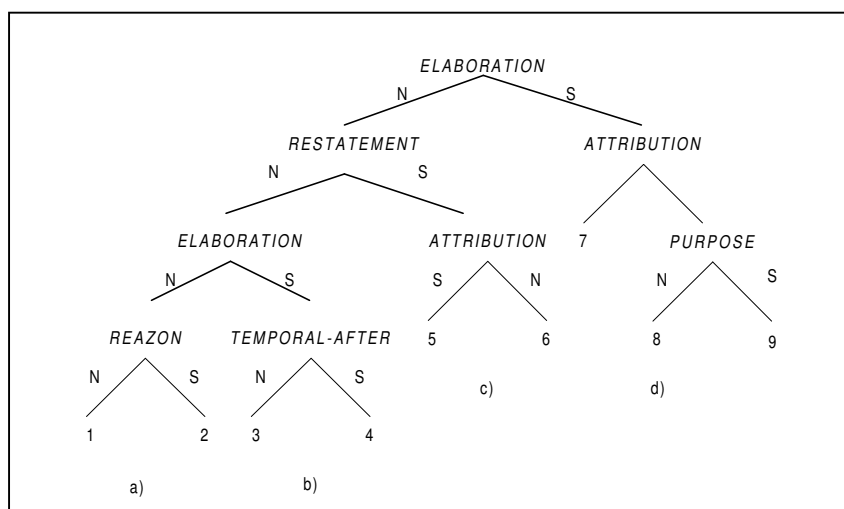 ELABORATION
N S
RESTATEMENT ATTRIBUTION
N S
7
ELABORATION ATTRIBUTION PURPOSE
N S S N N S
REAZON TEMPORAL-AFTER 5 6 8 9
N S N S c) d)
1 2 3 4
a) b)